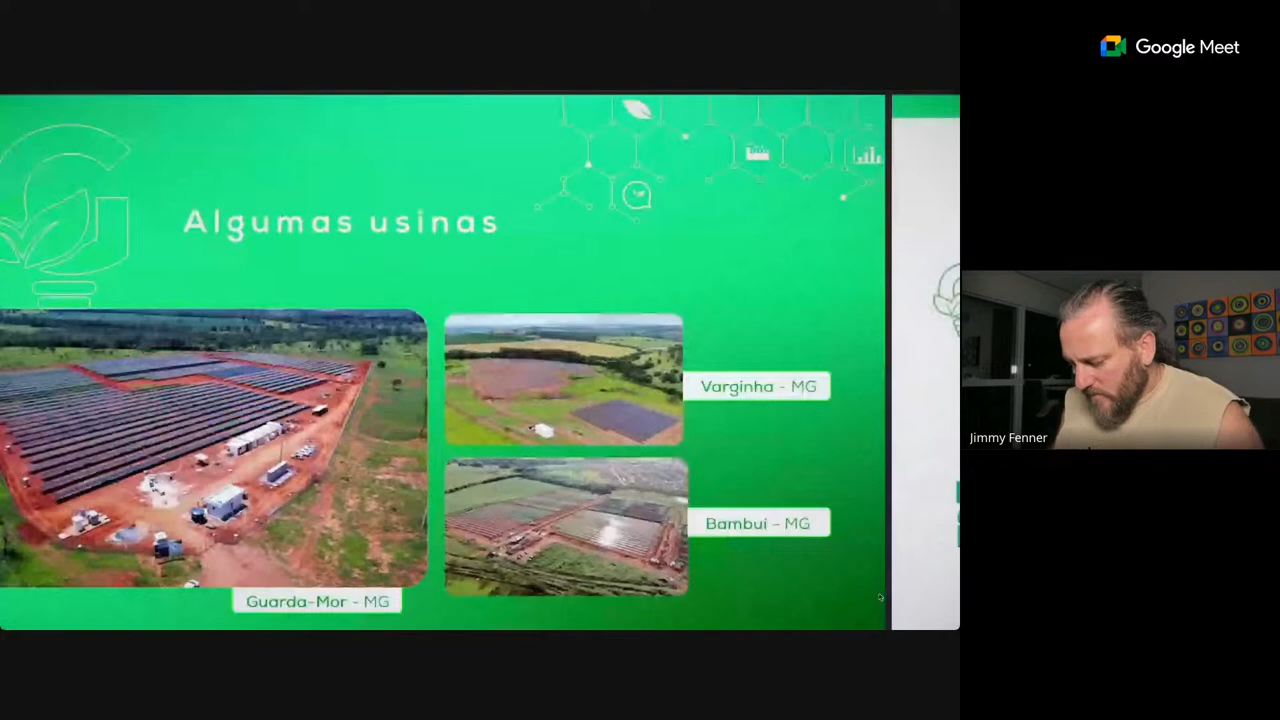 Google Meet
Algumas usinas
Varginha - MG
Bambuí - MG
Guarda-Mor - MG
Jimmy Fenner